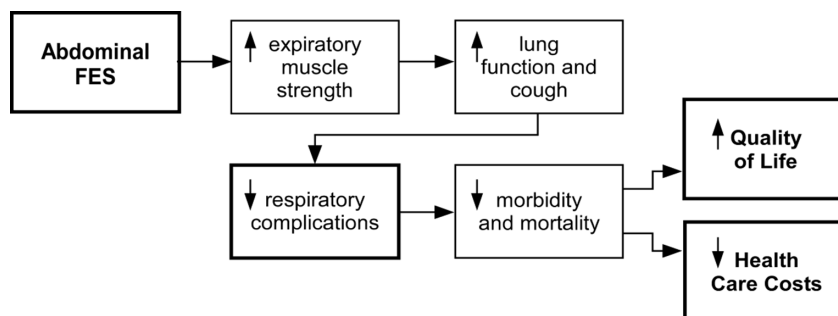 Abdominal
FES
↑ expiratory
muscle
strength
↑ lung
function and
cough
↓ respiratory
complications
↓ morbidity
and mortality
↑ Quality
of Life
↓ Health
Care Costs